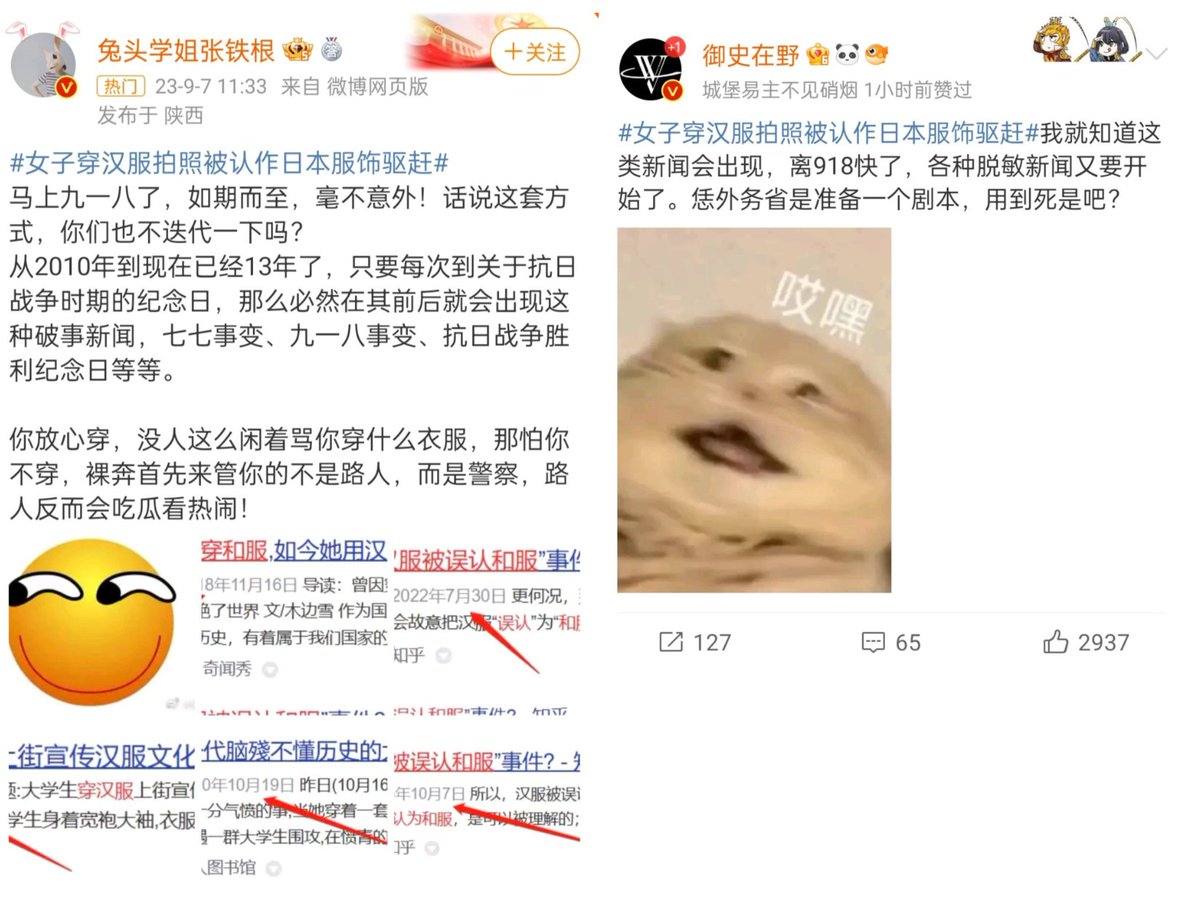 兔头学姐张铁根
+关注
热门 23-9-7 11:33 来自 微博网页版
发布于 陕西
#女子穿汉服拍照被认作日本服饰驱赶#
马上九一八了，如期而至，毫不意外！话说这套方
式，你们也不迭代一下吗？
从2010年到现在已经13年了，只要每次到关于抗日
战争时期的纪念日，那么必然在其前后就会出现这
种破事新闻，七七事变、九一八事变、抗日战争胜
利纪念日等等。
你放心穿，没人这么闲着骂你穿什么衣服，那怕你
不穿，裸奔首先来管你的不是路人，而是警察，路
人反而会吃瓜看热闹！
穿和服,如今她用汉
8年11月16日 导读：曾因
艳了世界 文/木边雪 作为国
历史，有着属于我们国家的
奇闻秀
汉服被误认和服”事件
2022年7月30日 更何况，
会故意把汉服“误认”为“和服
知乎
上街宣传汉服文化
题:大学生穿汉服上街宣传
学生身着宽袍大袖,衣服
代脑殘不懂历史的
0年10月19日 昨日(10月16
一分气愤的事,当她穿着一套
遇一群大学生围攻,在愤青的
人图书馆
被误认和服”事件? - 知
年10月7日 所以，汉服被误认
认为和服，是可以被理解的；
知乎
W
+1
御史在野
城堡易主不见硝烟 1小时前赞过
#女子穿汉服拍照被认作日本服饰驱赶#我就知道这
类新闻会出现，离918快了，各种脱敏新闻又要开
始了。恁外务省是准备一个剧本，用到死是吧？
哎嘿
127
65
2937